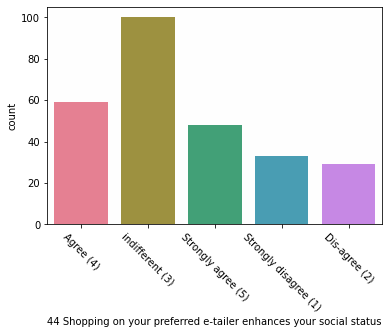 100
80
60
40
20
0
count
Agree (4)
indifferent (3)
Strongly agree (5)
Strongly disagree (1)
Dis-agree (2)
44 Shopping on your preferred e-tailer enhances your social status